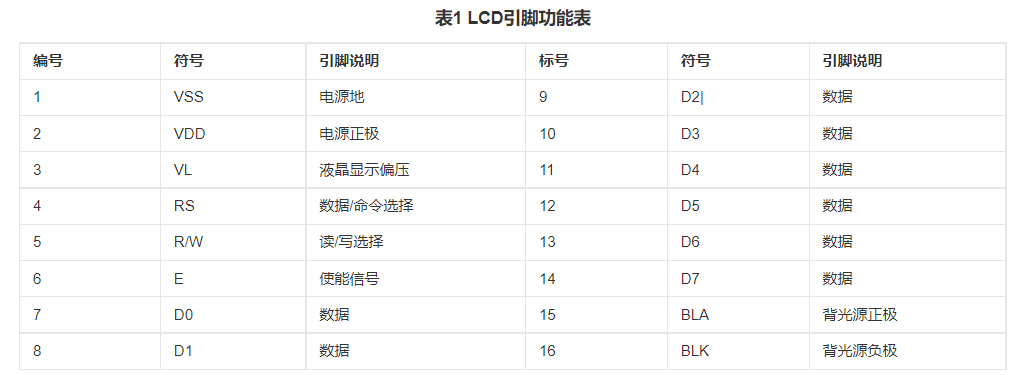 表1 LCD引脚功能表
编号 符号 引脚说明 标号 符号 引脚说明
1 VSS 电源地 9 D2| 数据
2 VDD 电源正极 10 D3 数据
3 VL 液晶显示偏压 11 D4 数据
4 RS 数据/命令选择 12 D5 数据
5 R/W 读/写选择 13 D6 数据
6 E 使能信号 14 D7 数据
7 D0 数据 15 BLA 背光源正极
8 D1 数据 16 BLK 背光源负极